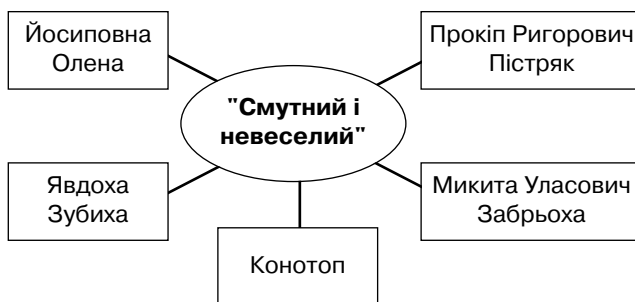 Йосиповна
Олена
Прокіп Ригорович
Пістряк
"Смутний і
невеселий"
Явдоха
Зубиха
Микита Уласович
Забрьоха
Конотоп